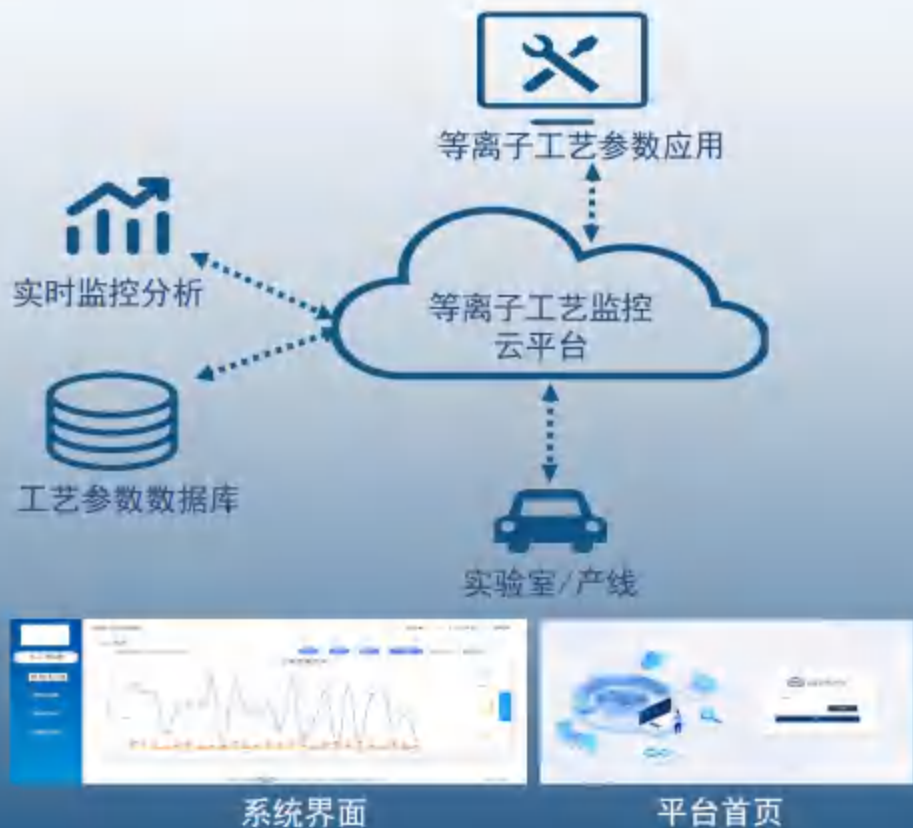 等离子工艺参数应用
实时监控分析
等离子工艺监控
云平台
工艺参数数据库
实验室/产线
系统界面
平台首页